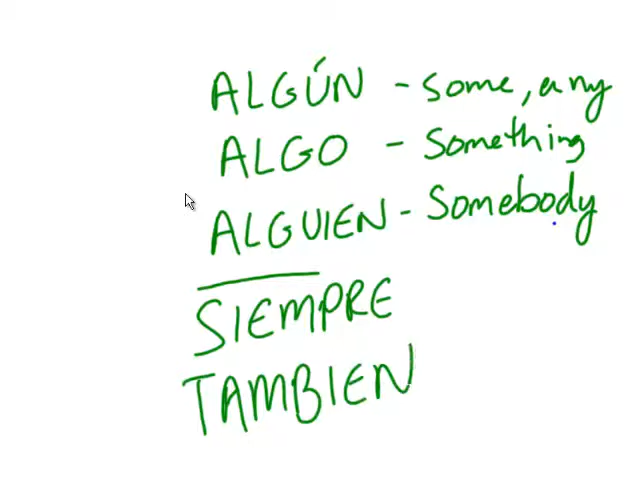 ALGÚN - some, any
ALGO - Something
ALGUIEN - Somebody
SIEMPRE
TAMBIEN